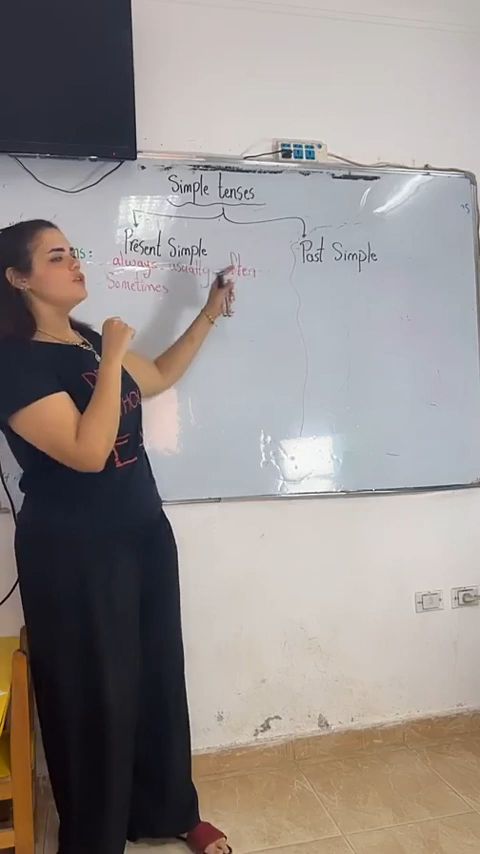 Simple tenses
Present Simple
Past Simple
always - usually - often
Sometimes